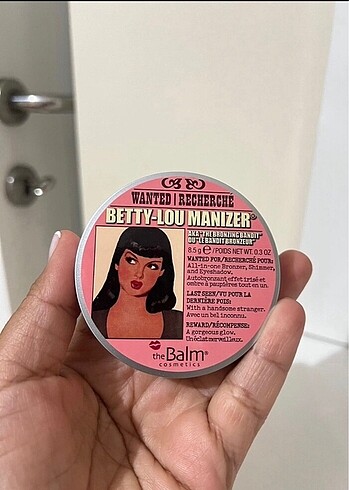 WANTED | RECHERCHÉ
BETTY-LOU MANIZER®
AKA "THE BRONZING BANDIT"
OU "LE BANDIT BRONZEUR"
8.5 g ℮ /POIDS NET WT. 0.3 OZ
WANTED FOR/RECHERCHÉ POUR:
All-in-one Bronzer, Shimmer,
and Eyeshadow.
Autobronzant, effet irisé et
ombre à paupières tout en un.
LAST SEEN/VU POUR LA
DERNIÈRE FOIS:
With a handsome stranger.
Avec un bel inconnu.
REWARD/RÉCOMPENSE:
A gorgeous glow.
Un éclat merveilleux.
theBalm®
cosmetics